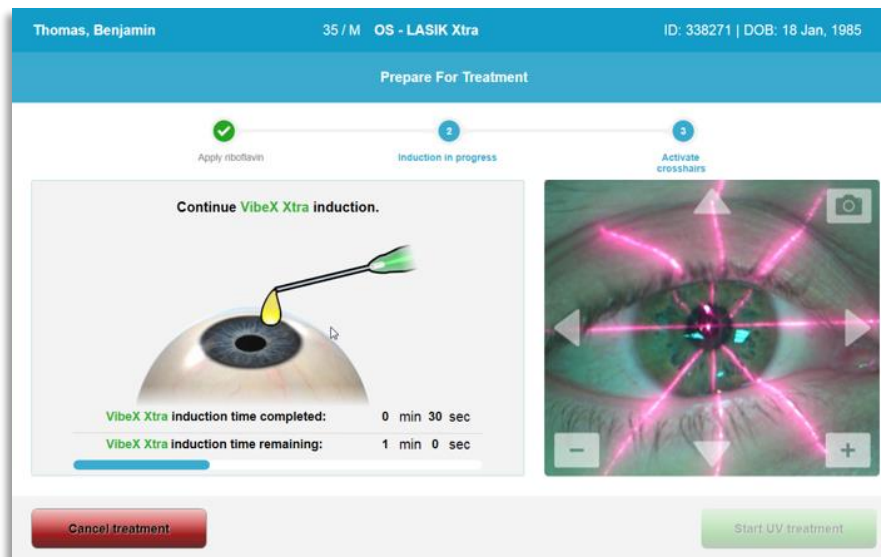 Thomas, Benjamin 35 / M OS - LASIK Xtra ID: 338271 | DOB: 18 Jan, 1985
Prepare For Treatment
2 3
Apply riboflavin Induction in progress Activate
crosshairs
Continue VibeX Xtra induction.
VibeX Xtra induction time completed: 0 min 30 sec
VibeX Xtra induction time remaining: 1 min 0 sec
Cancel treatment Start UV treatment